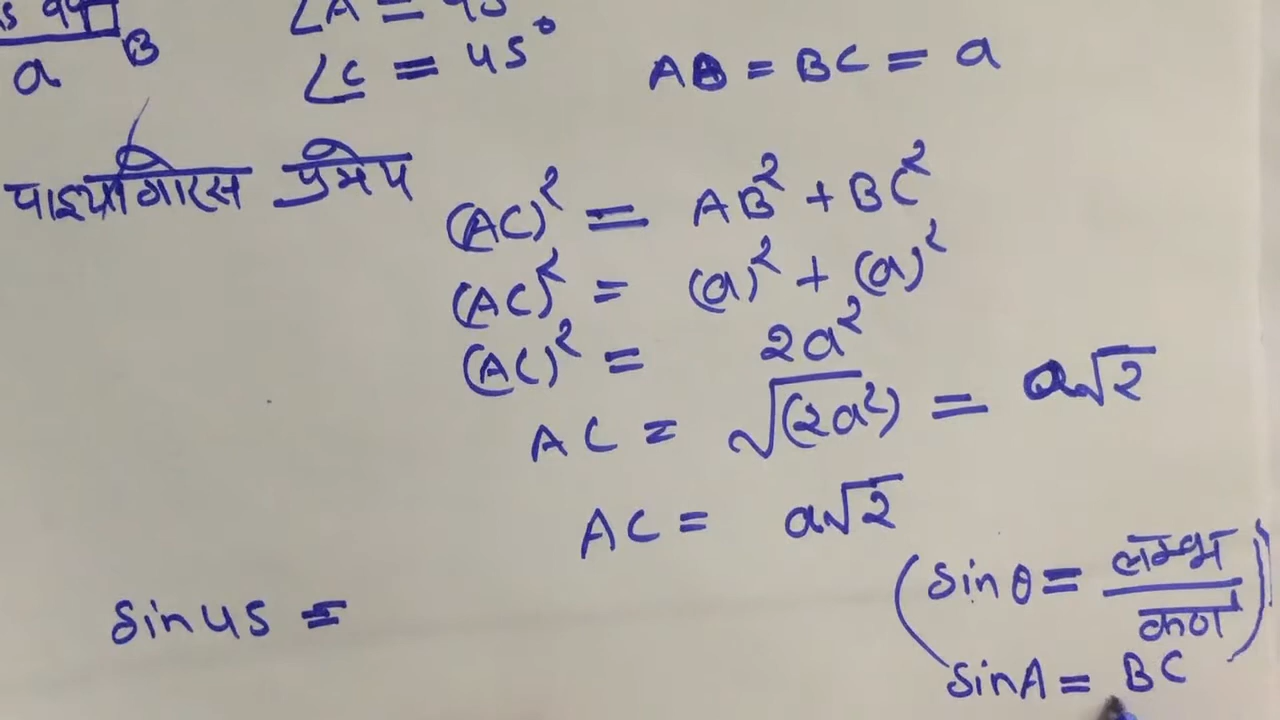 a B
∠A = 45
∠C = 45°
AB = BC = a
पाइथागोरस प्रमेय
(AC)² = AB² + BC²
(AC)² = (a)² + (a)²
(AC)² = 2a²
AC = √(2a²) = a√2
AC = a√2
(sinθ = लम्भ/कर्ण)
sin45 =
sinA = BC